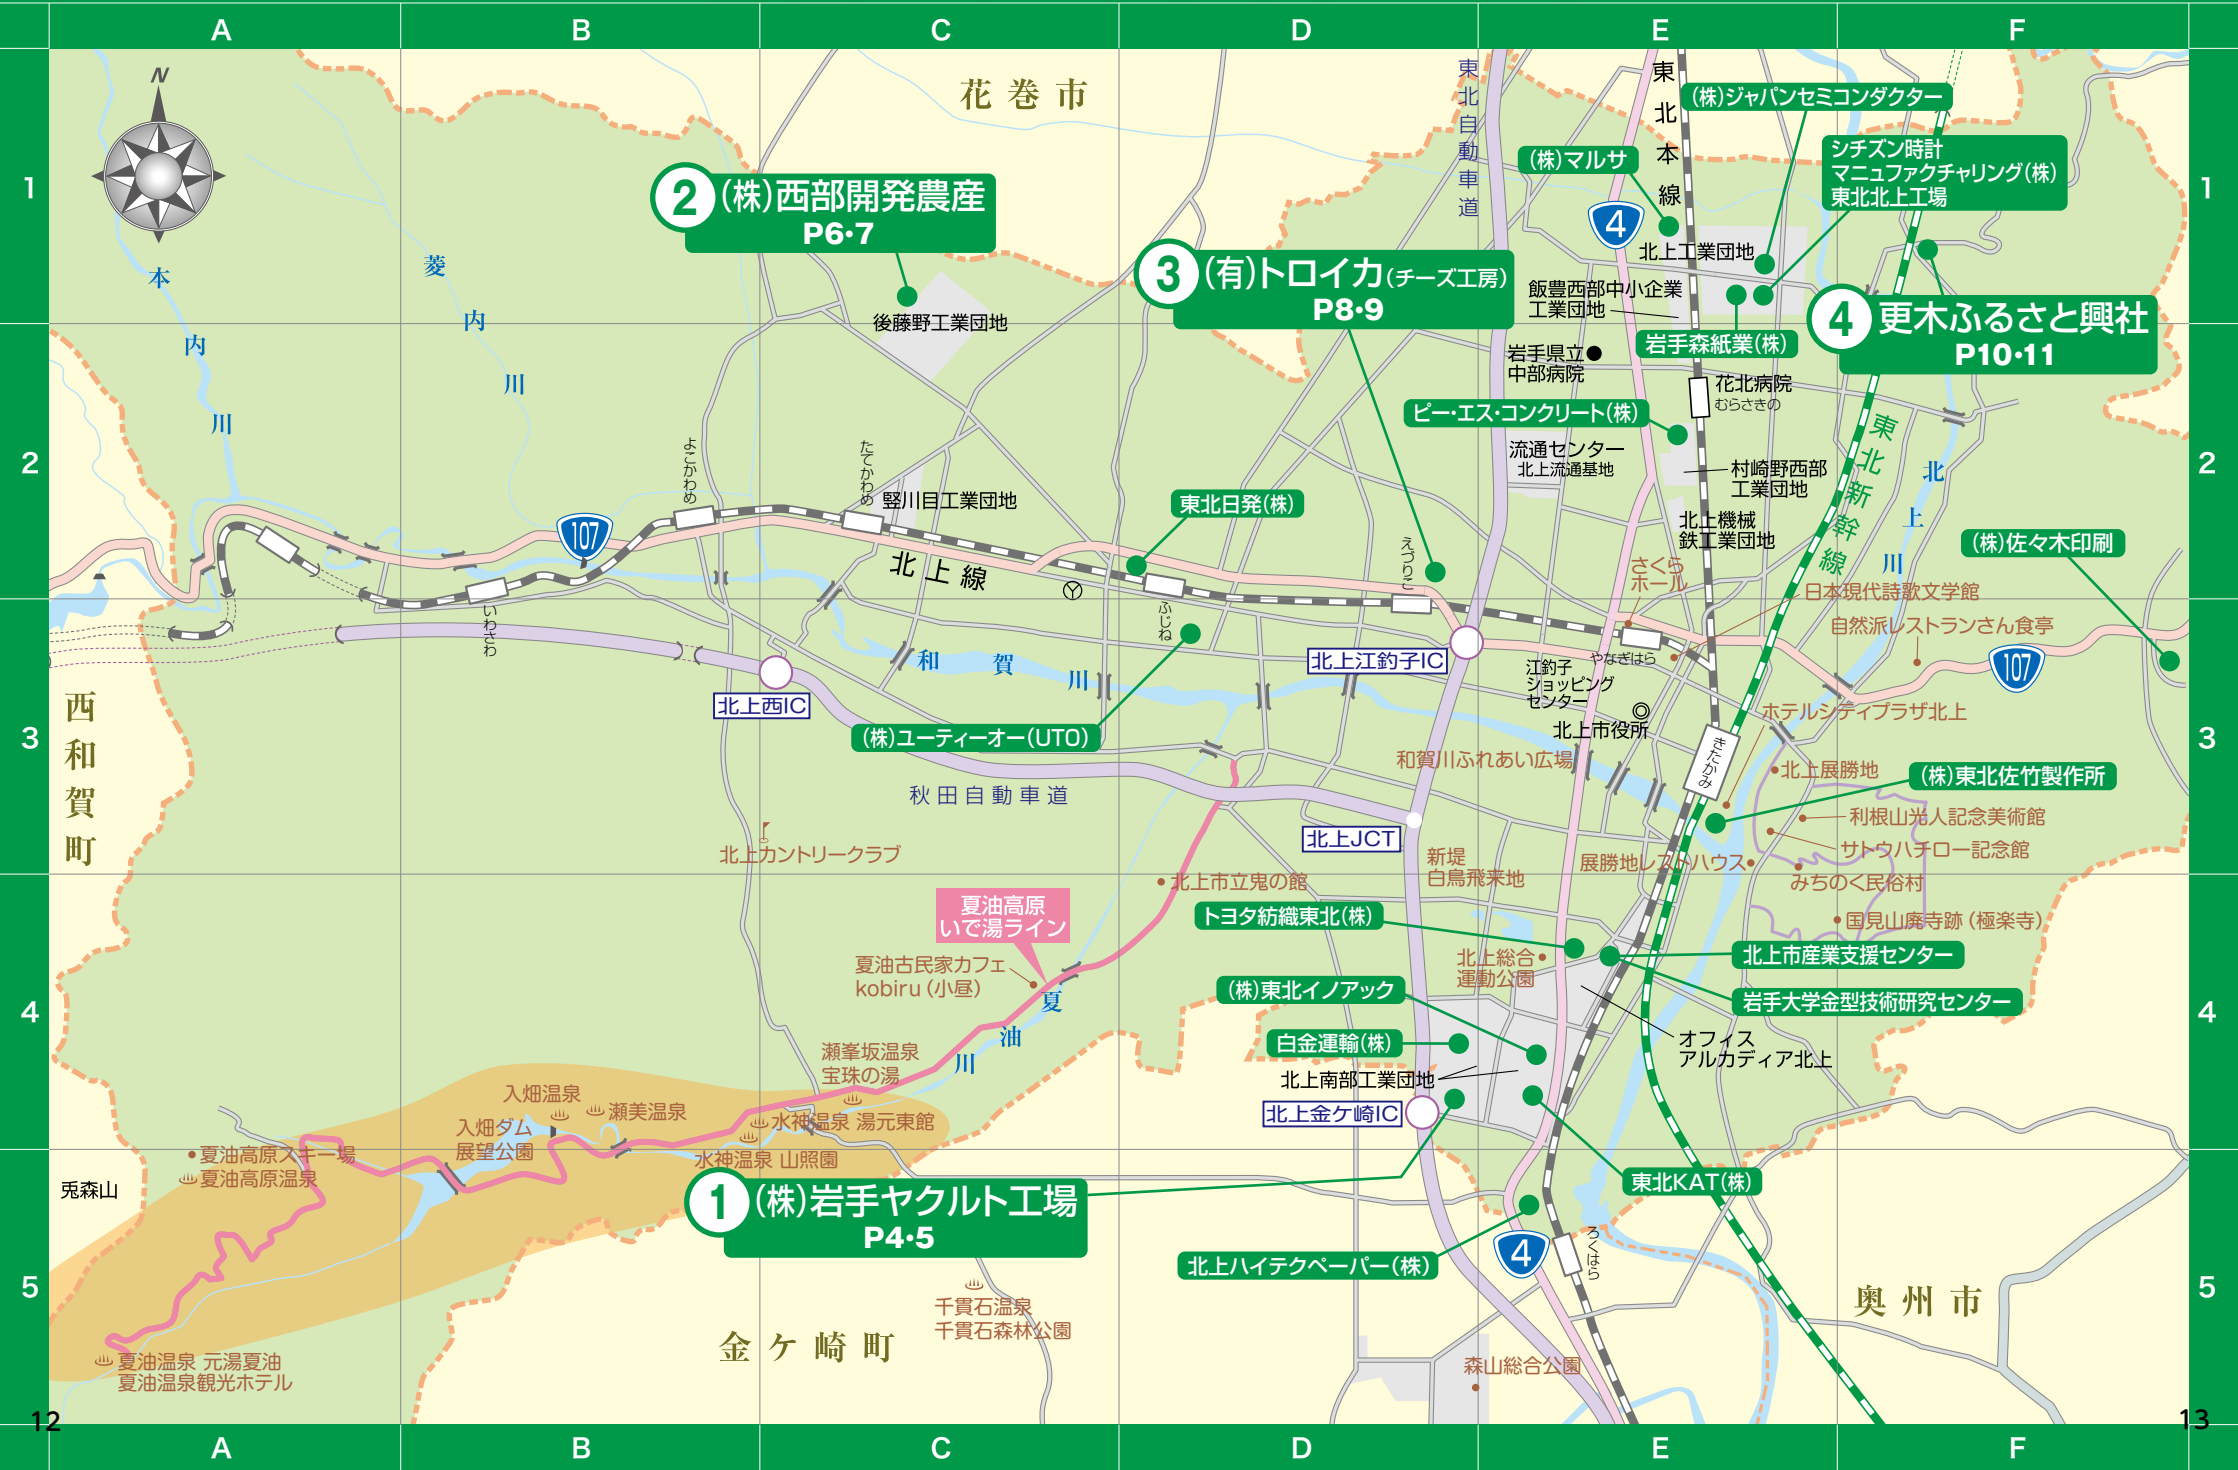 A
B
C
D
E
F
1
2
3
4
5
N
花巻市
東北自動車道
東北本線
(株)ジャパンセミコンダクター
(株)マルサ
シチズン時計
マニュファクチャリング(株)
東北北上工場
4
② (株)西部開発農産
P6・7
③ (有)トロイカ(チーズ工房)
P8・9
④ 更木ふるさと興社
P10・11
北上工業団地
飯豊西部中小企業
工業団地
後藤野工業団地
岩手森紙業(株)
岩手県立
中部病院
花北病院
むらさきの
本内川
菱内川
ピー・エス・コンクリート(株)
流通センター
北上流通基地
村崎野西部
工業団地
東北新幹線
北上川
よこかわめ
たてかわめ
竪川目工業団地
東北日発(株)
北上機械
鉄工業団地
(株)佐々木印刷
107
北上線
えづりこ
さくら
ホール
日本現代詩歌文学館
自然派レストランさん食亭
いわさわ
ふじね
和賀川
北上江釣子IC
やなぎはら
江釣子
ショッピング
センター
107
北上西IC
西和賀町
(株)ユーティーオー(UTO)
北上市役所
ホテルシティプラザ北上
和賀川ふれあい広場
きたかみ
北上展勝地
(株)東北佐竹製作所
秋田自動車道
利根山光人記念美術館
サトウハチロー記念館
北上JCT
北上カントリークラブ
新堤
白鳥飛来地
展勝地レストハウス
みちのく民俗村
北上市立鬼の館
夏油高原
いで湯ライン
トヨタ紡織東北(株)
国見山廃寺跡(極楽寺)
夏油古民家カフェ
kobiru(小昼)
北上総合
運動公園
北上市産業支援センター
(株)東北イノアック
岩手大学金型技術研究センター
夏油川
白金運輸(株)
オフィス
アルカディア北上
瀬峯坂温泉
宝珠の湯
北上南部工業団地
北上金ケ崎IC
入畑温泉
瀬美温泉
水神温泉 湯元東館
入畑ダム
展望公園
水神温泉 山照園
夏油高原スキー場
夏油高原温泉
兎森山
① (株)岩手ヤクルト工場
P4・5
東北KAT(株)
北上ハイテクペーパー(株)
4
ろくはら
千貫石温泉
千貫石森林公園
金ケ崎町
奥州市
森山総合公園
夏油温泉 元湯夏油
夏油温泉観光ホテル
12
13
A
B
C
D
E
F
1
2
3
4
5